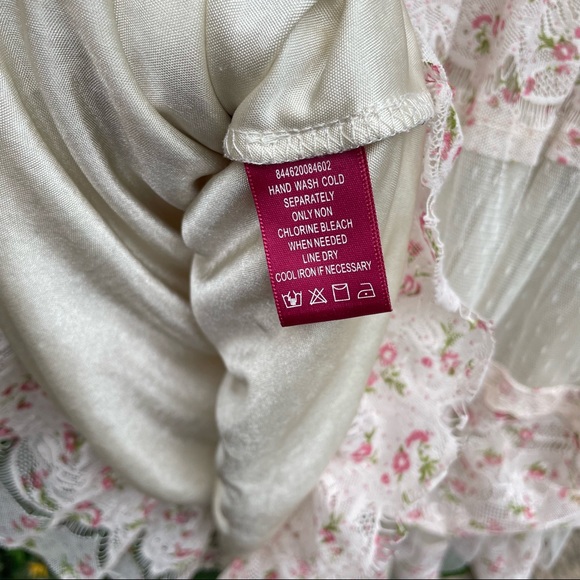 844620084602
HAND WASH COLD
SEPARATELY
ONLY NON
CHLORINE BLEACH
WHEN NEEDED
LINE DRY
COOL IRON IF NECESSARY